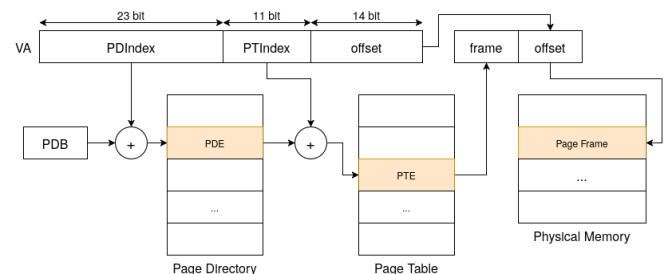 23 bit 11 bit 14 bit
VA PDIndex PTIndex offset frame offset
PDB + PDE + Page Frame
PTE ...
... ...
Physical Memory
Page Directory Page Table